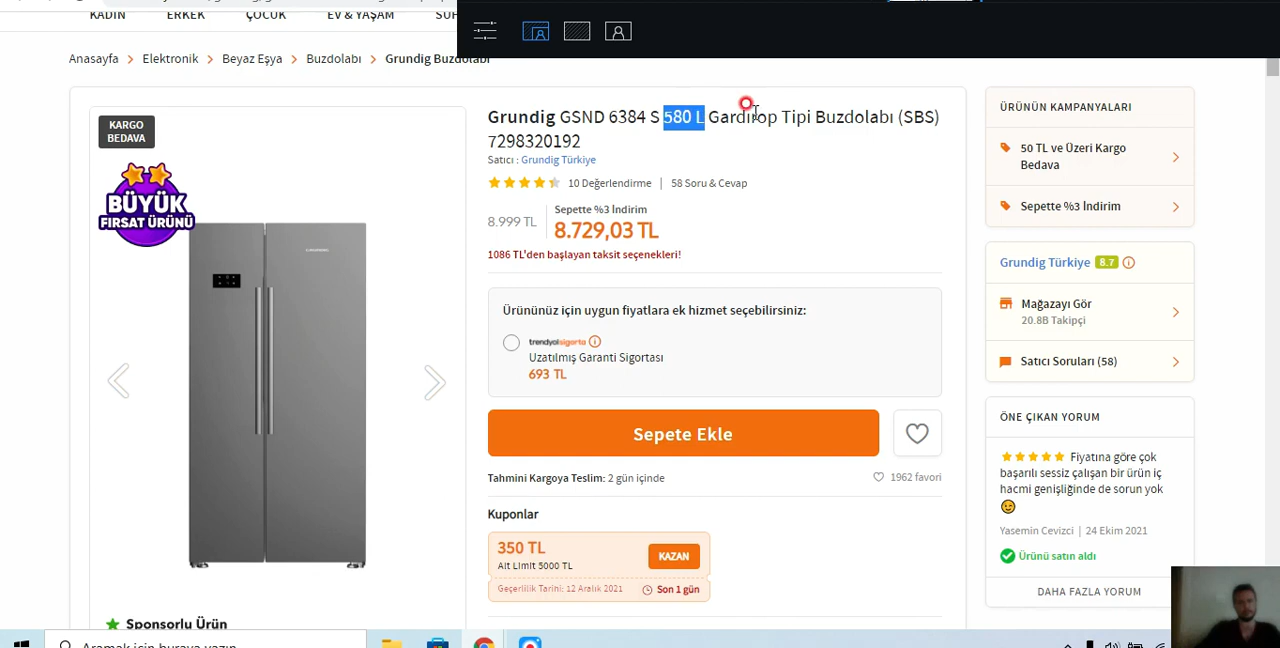 KADIN ERKEK ÇOCUK EV & YAŞAM
Anasayfa > Elektronik > Beyaz Eşya > Buzdolabı > Grundig Buzdolabı
KARGO
BEDAVA
BÜYÜK
FIRSAT ÜRÜNÜ
Sponsorlu Ürün
Grundig GSND 6384 S 580 L Gardırop Tipi Buzdolabı (SBS)
7298320192
Satıcı : Grundig Türkiye
10 Değerlendirme | 58 Soru & Cevap
8.999 TL
Sepette %3 İndirim
8.729,03 TL
1086 TL'den başlayan taksit seçenekleri!
Ürününüz için uygun fiyatlara ek hizmet seçebilirsiniz:
trendyolsigorta
Uzatılmış Garanti Sigortası
693 TL
Sepete Ekle
Tahmini Kargoya Teslim: 2 gün içinde
1962 favori
Kuponlar
350 TL
Alt Limit 5000 TL
KAZAN
Geçerlilik Tarihi: 12 Aralık 2021
Son 1 gün
ÜRÜNÜN KAMPANYALARI
50 TL ve Üzeri Kargo
Bedava
Sepette %3 İndirim
Grundig Türkiye 8.7
Mağazayı Gör
20.8B Takipçi
Satıcı Soruları (58)
ÖNE ÇIKAN YORUM
Fiyatına göre çok
başarılı sessiz çalışan bir ürün iç
hacmi genişliğinde de sorun yok
Yasemin Cevizci | 24 Ekim 2021
Ürünü satın aldı
DAHA FAZLA YORUM
Aramak için buraya yazın